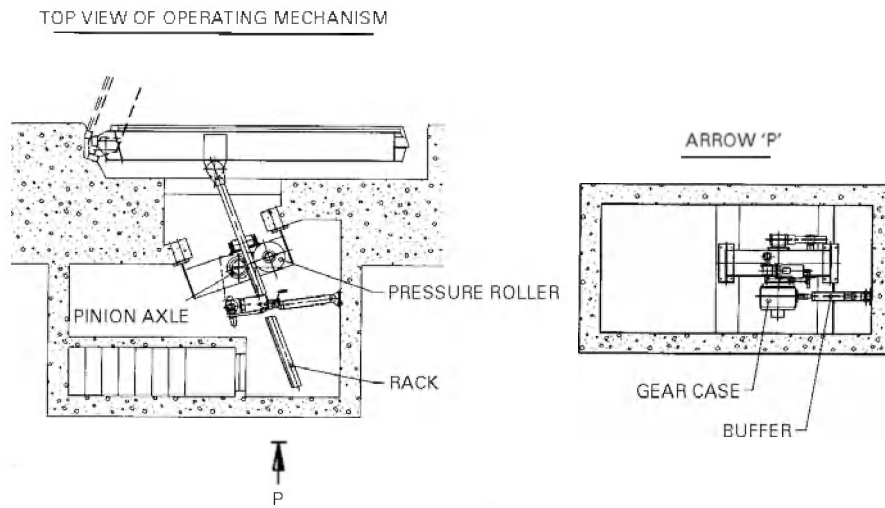 TOP VIEW OF OPERATING MECHANISM
ARROW 'P'
PRESSURE ROLLER
PINION AXLE
RACK
GEAR CASE
BUFFER
P